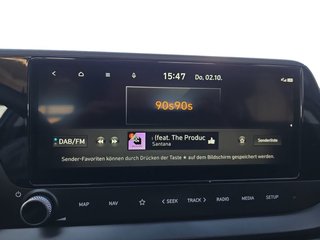 15:47 Do, 02.10.
90s90s
DAB/FM
(feat. The Produc
Santana
Senderliste
Sender-Favoriten können durch Drücken der Taste ★ auf dem Bildschirm gespeichert werden.
MAP NAV ☆ < SEEK TRACK > RADIO MEDIA SETUP